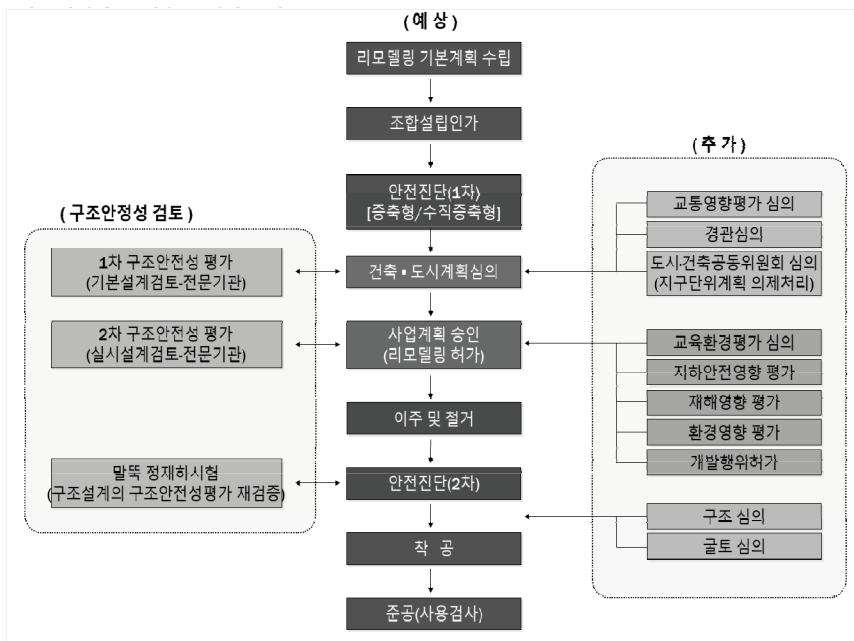 (예 상)
리모델링 기본계획 수립
조합설립인가
안전진단(1차)
[증축형/수직증축형]
건축▪도시계획심의
사업계획 승인
(리모델링 허가)
이주 및 철거
안전진단(2차)
착 공
준공(사용검사)
(구조안정성 검토)
1차 구조안전성 평가
(기본설계검토-전문기관)
2차 구조안전성 평가
(실시설계검토-전문기관)
말뚝 정재하시험
(구조설계의 구조안전성평가 재검증)
(추 가)
교통영향평가 심의
경관심의
도시·건축공동위원회 심의
(지구단위계획 의제처리)
교육환경평가 심의
지하안전영향 평가
재해영향 평가
환경영향 평가
개발행위허가
구조 심의
굴토 심의